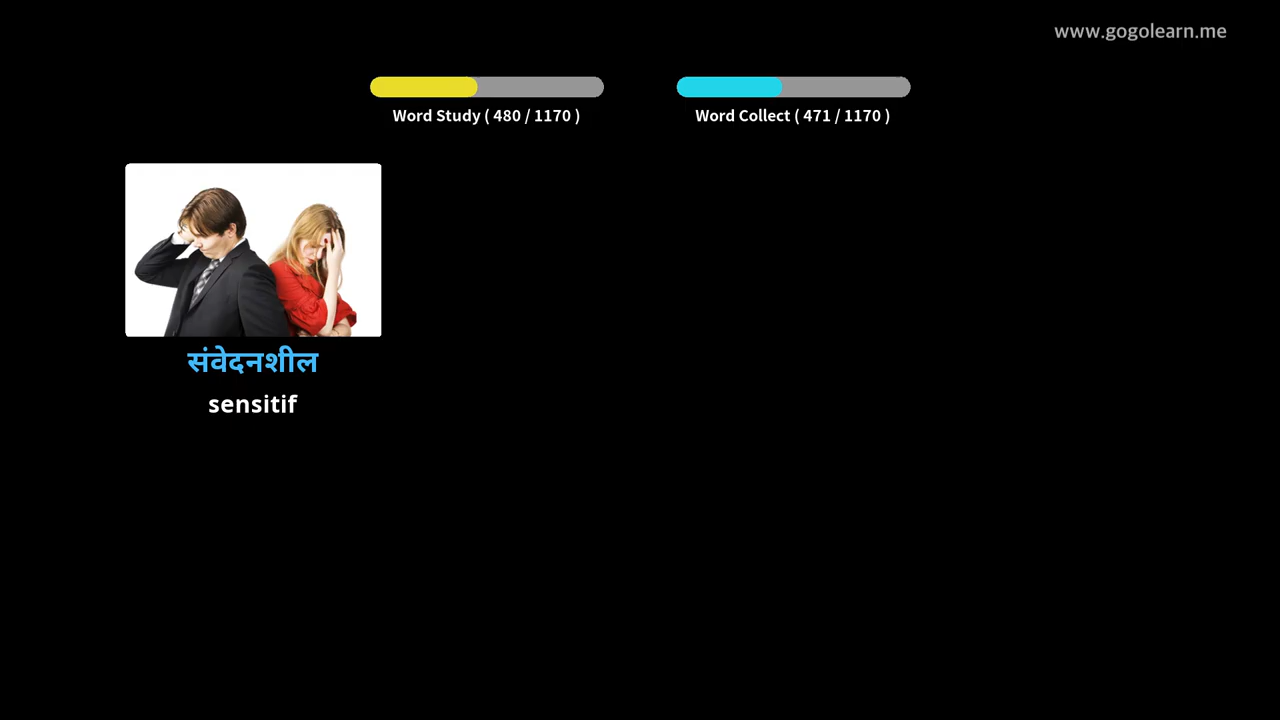 www.gogolearn.me
Word Study ( 480 / 1170 )
Word Collect ( 471 / 1170 )
संवेदनशील
sensitif